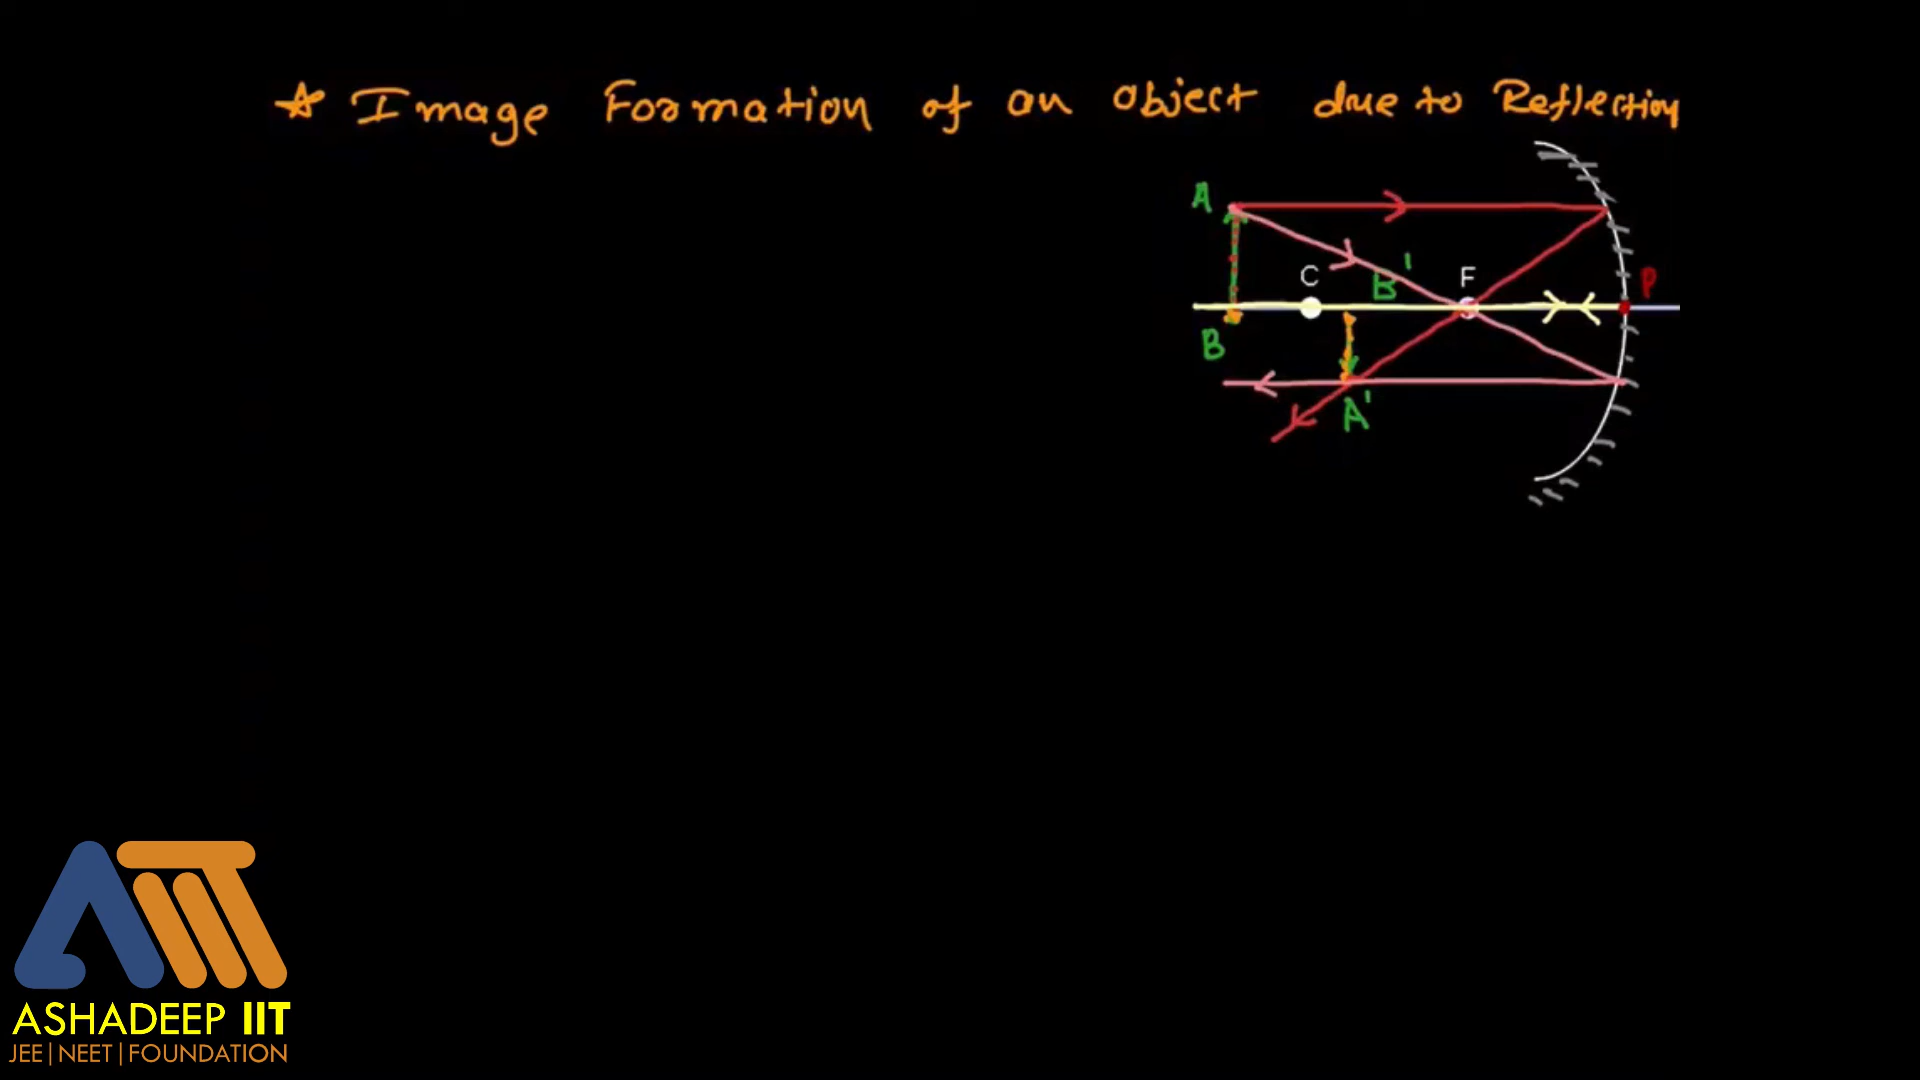 ☆ Image Formation of an object due to Reflection
A
C
B'
F
P
B
A'
ASHADEEP IIT
JEE|NEET|FOUNDATION